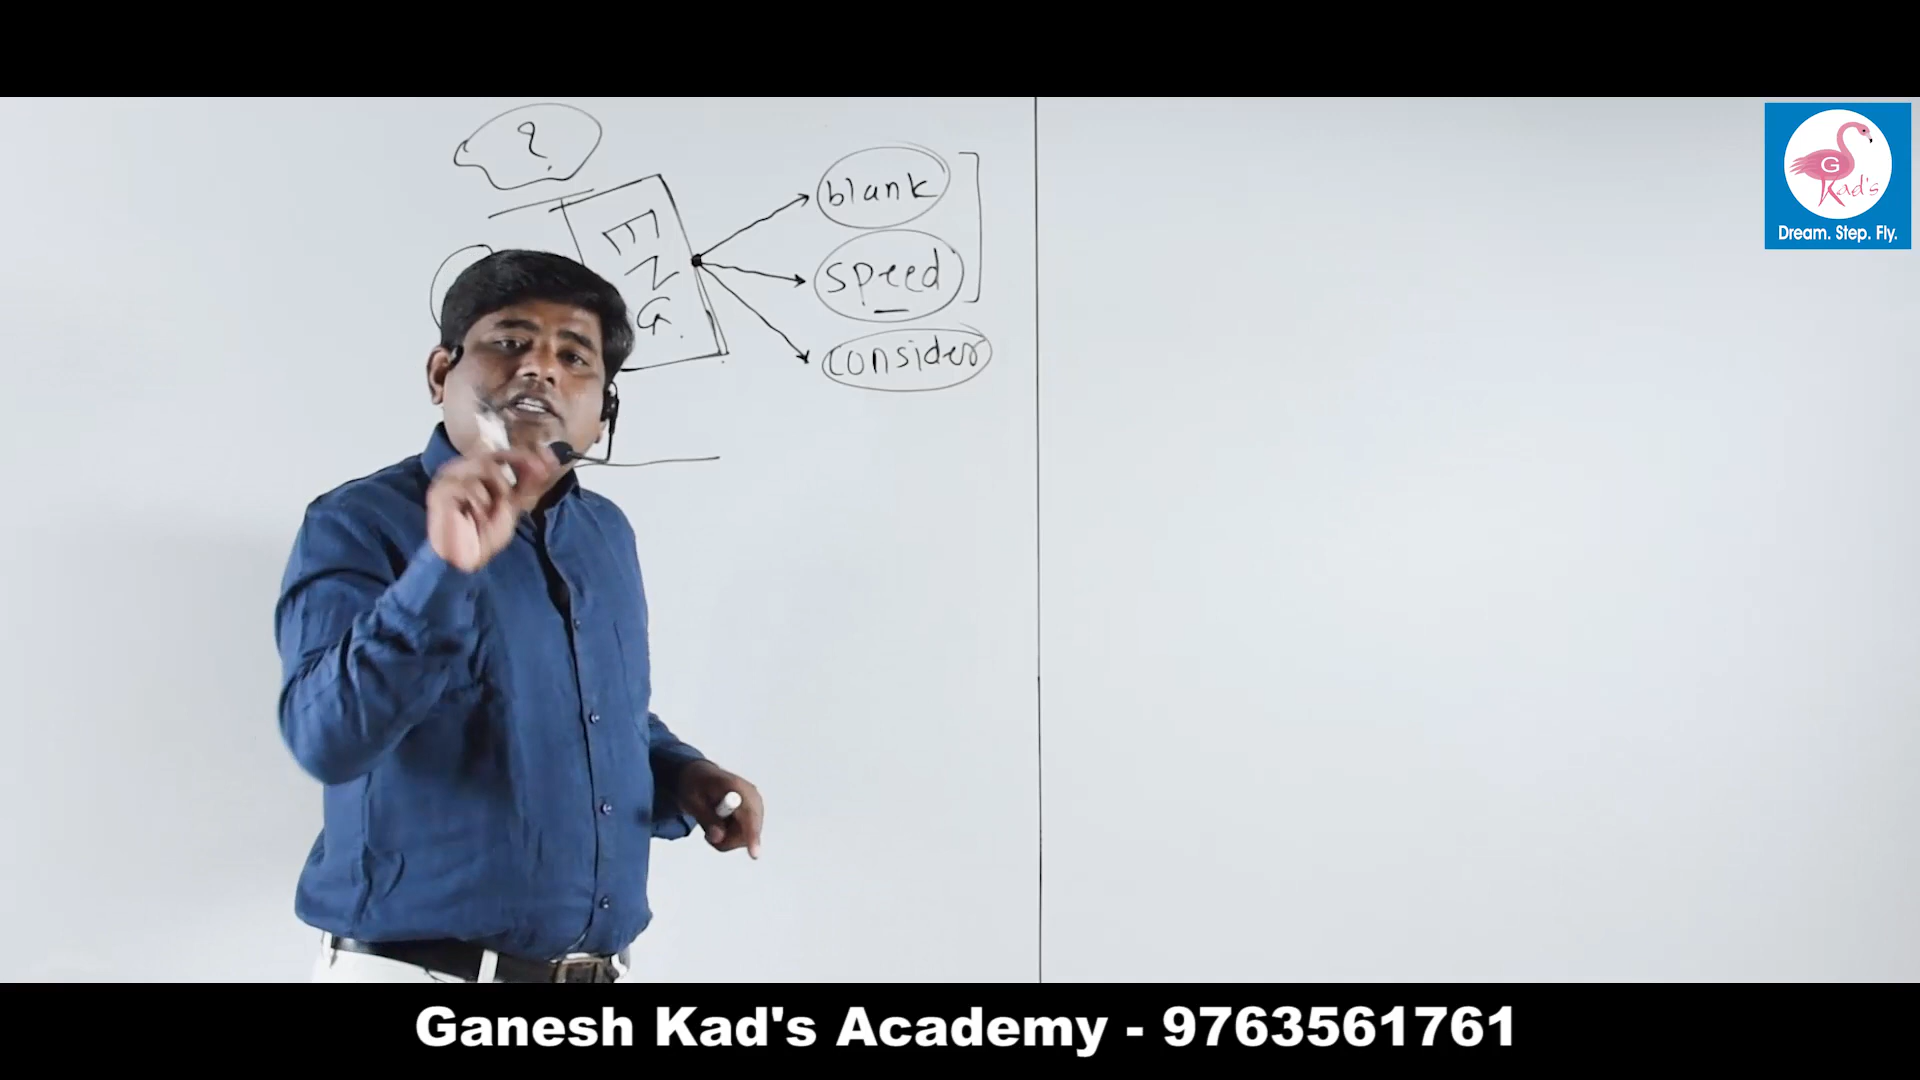 ?
ENG
blank
speed
consider
G
Kad's
Dream. Step. Fly.
Ganesh Kad's Academy - 9763561761